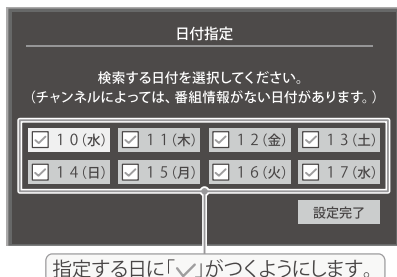 日付指定
検索する日付を選択してください。
（チャンネルによっては、番組情報がない日付があります。）
☑ 10(水) ☑ 11(木) ☑ 12(金) ☑ 13(土)
☑ 14(日) ☑ 15(月) ☑ 16(火) ☑ 17(水)
設定完了
指定する日に「✓」がつくようにします。